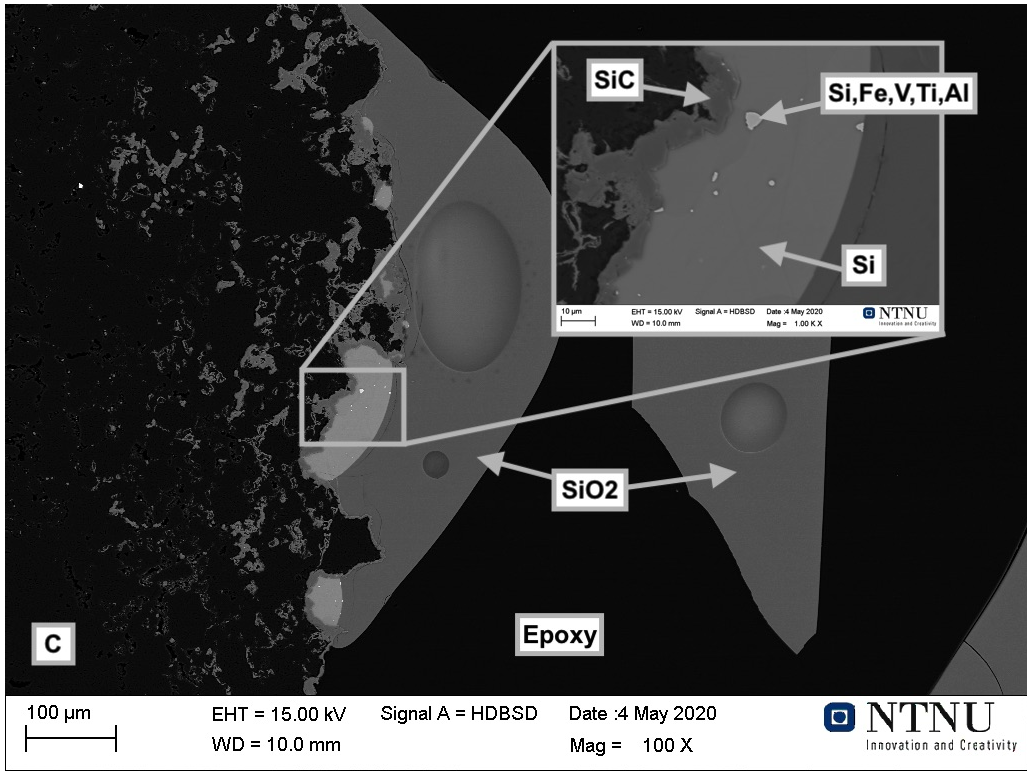 SiC
Si,Fe,V,Ti,Al
Si
10 µm
EHT = 15.00 kV
Signal A = HDBSD
Date :4 May 2020
WD = 10.0 mm
Mag = 1.00 K X
NTNU
Innovation and Creativity
SiO2
Epoxy
C
100 µm
EHT = 15.00 kV
Signal A = HDBSD
Date :4 May 2020
WD = 10.0 mm
Mag = 100 X
NTNU
Innovation and Creativity